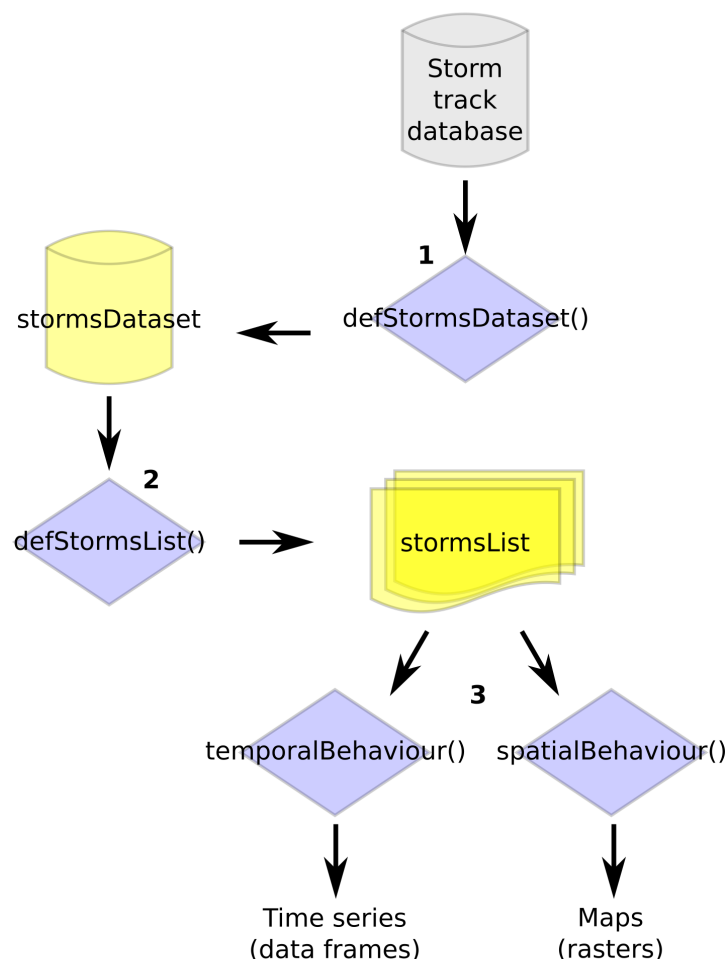 Storm
track
database
1
defStormsDataset()
stormsDataset
2
defStormsList()
stormsList
3
temporalBehaviour()
spatialBehaviour()
Time series
(data frames)
Maps
(rasters)